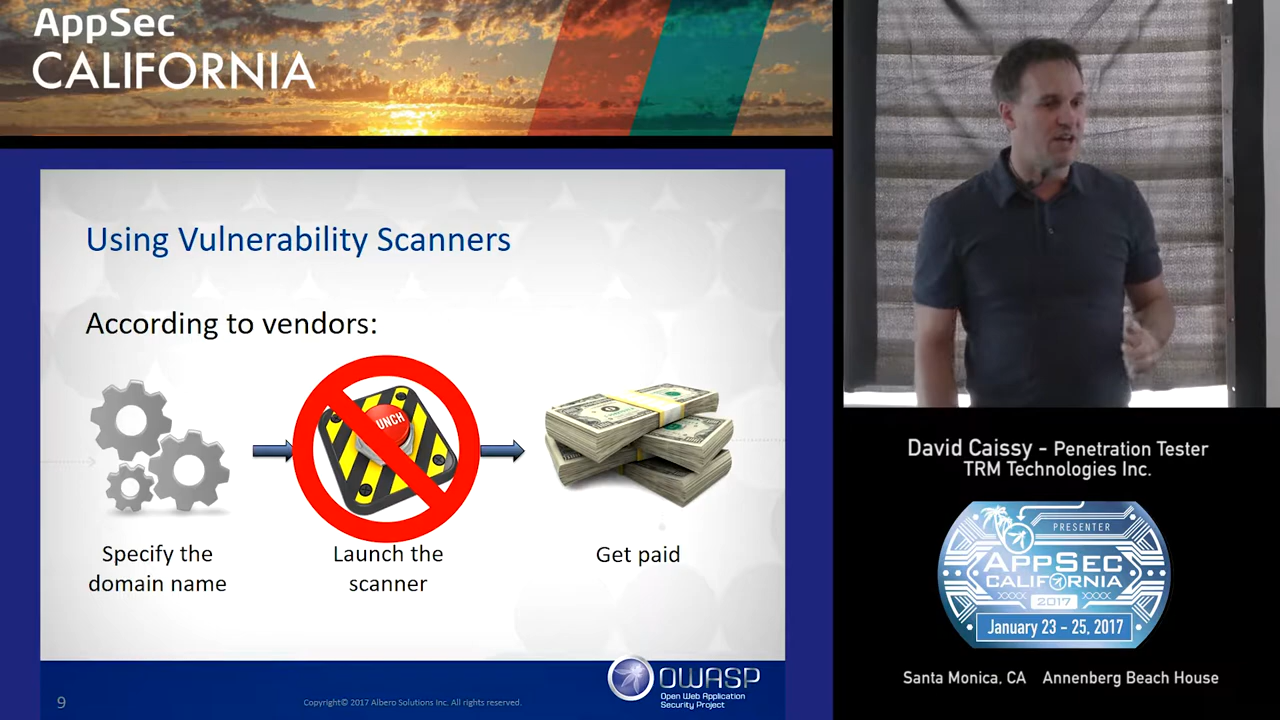 AppSec
CALIFORNIA
Using Vulnerability Scanners
According to vendors:
UNCH
Specify the
domain name
Launch the
scanner
Get paid
9
Copyright© 2017 Albero Solutions Inc. All rights reserved.
OWASP
Open Web Application
Security Project
David Caissy - Penetration Tester
TRM Technologies Inc.
PRESENTER
APPSEC
CALIFORNIA
2017
January 23 - 25, 2017
Santa Monica, CA Annenberg Beach House